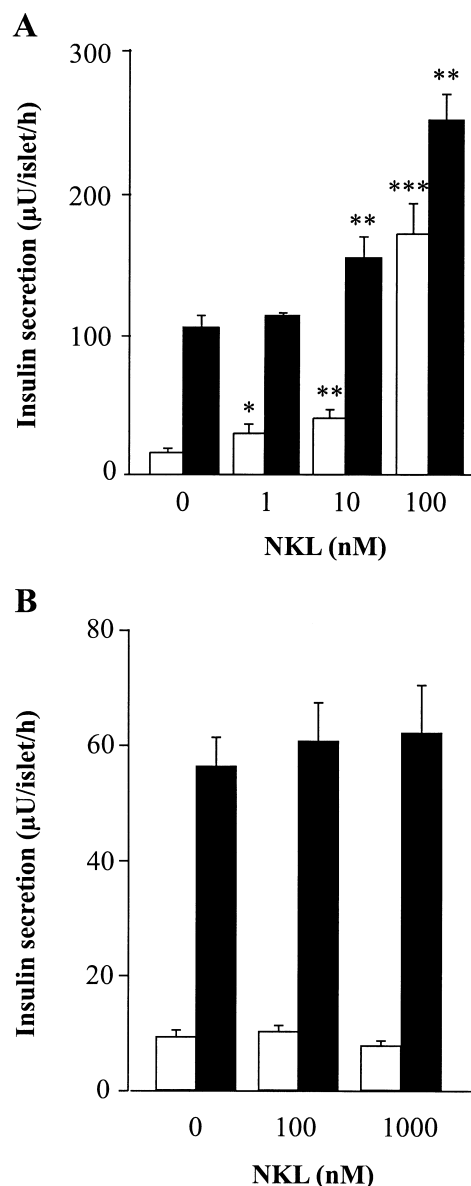 A
Insulin secretion (µU/islet/h)
300
200
100
0
*
**
**
***
**
0 1 10 100
NKL (nM)
B
Insulin secretion (µU/islet/h)
80
60
40
20
0
0 100 1000
NKL (nM)